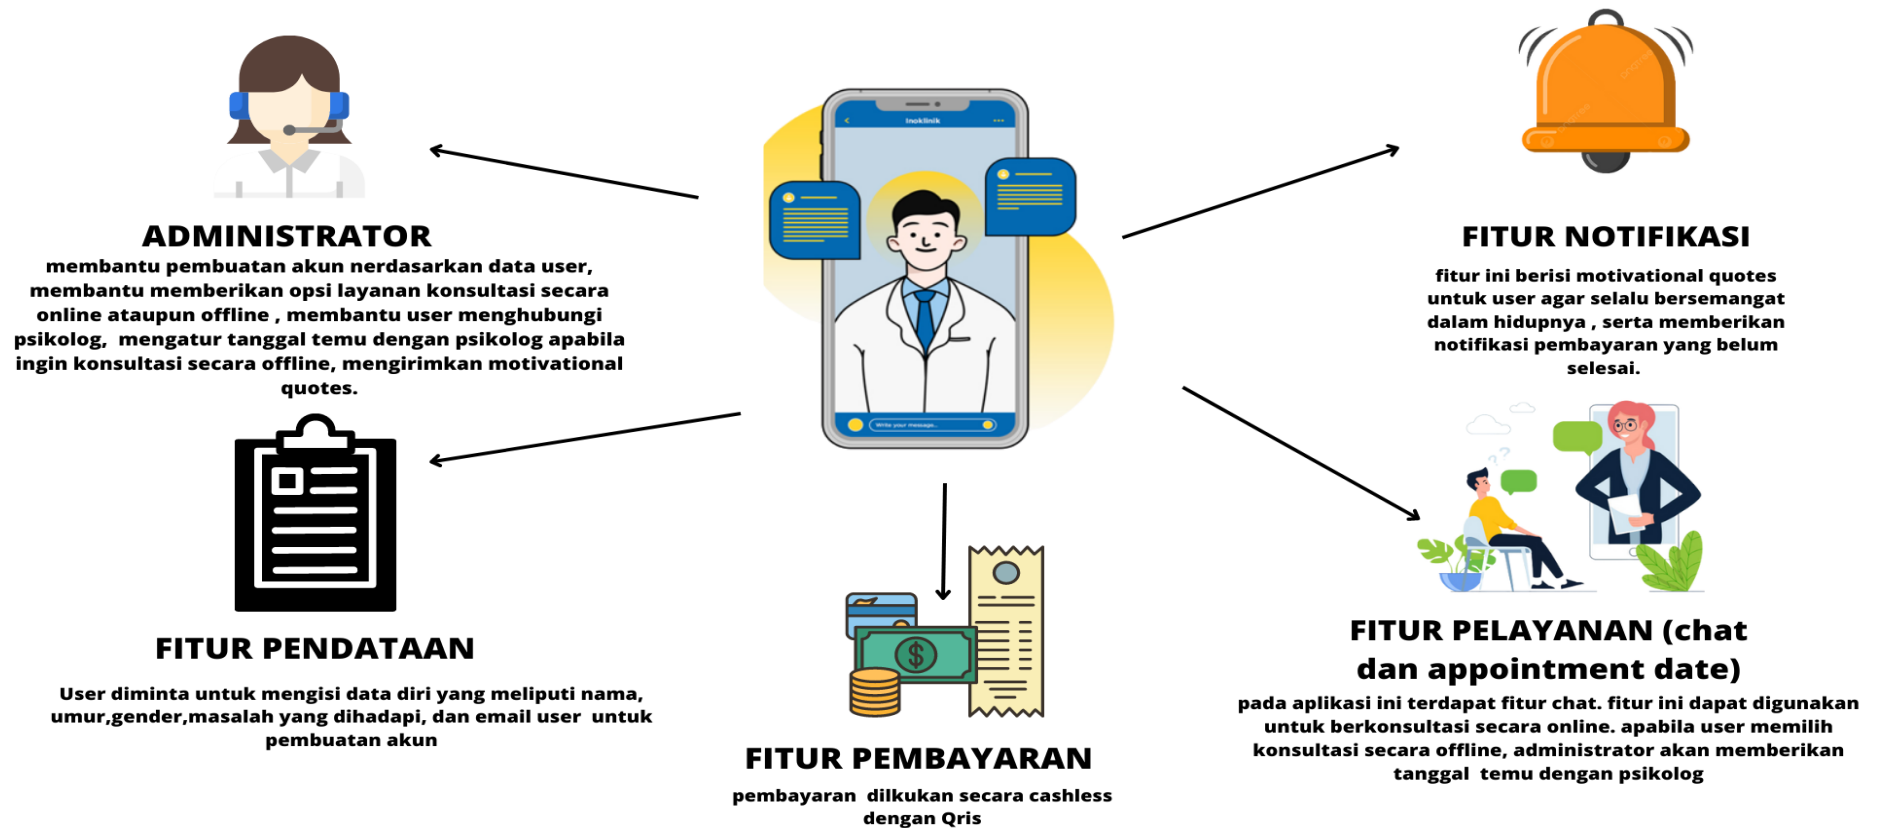 Inoklinik
Write your message...
ADMINISTRATOR
membantu pembuatan akun nerdasarkan data user,
membantu memberikan opsi layanan konsultasi secara
online ataupun offline , membantu user menghubungi
psikolog, mengatur tanggal temu dengan psikolog apabila
ingin konsultasi secara offline, mengirimkan motivational
quotes.
FITUR NOTIFIKASI
fitur ini berisi motivational quotes
untuk user agar selalu bersemangat
dalam hidupnya , serta memberikan
notifikasi pembayaran yang belum
selesai.
FITUR PENDATAAN
User diminta untuk mengisi data diri yang meliputi nama,
umur,gender,masalah yang dihadapi, dan email user untuk
pembuatan akun
FITUR PEMBAYARAN
pembayaran dilkukan secara cashless
dengan Qris
FITUR PELAYANAN (chat
dan appointment date)
pada aplikasi ini terdapat fitur chat. fitur ini dapat digunakan
untuk berkonsultasi secara online. apabila user memilih
konsultasi secara offline, administrator akan memberikan
tanggal temu dengan psikolog